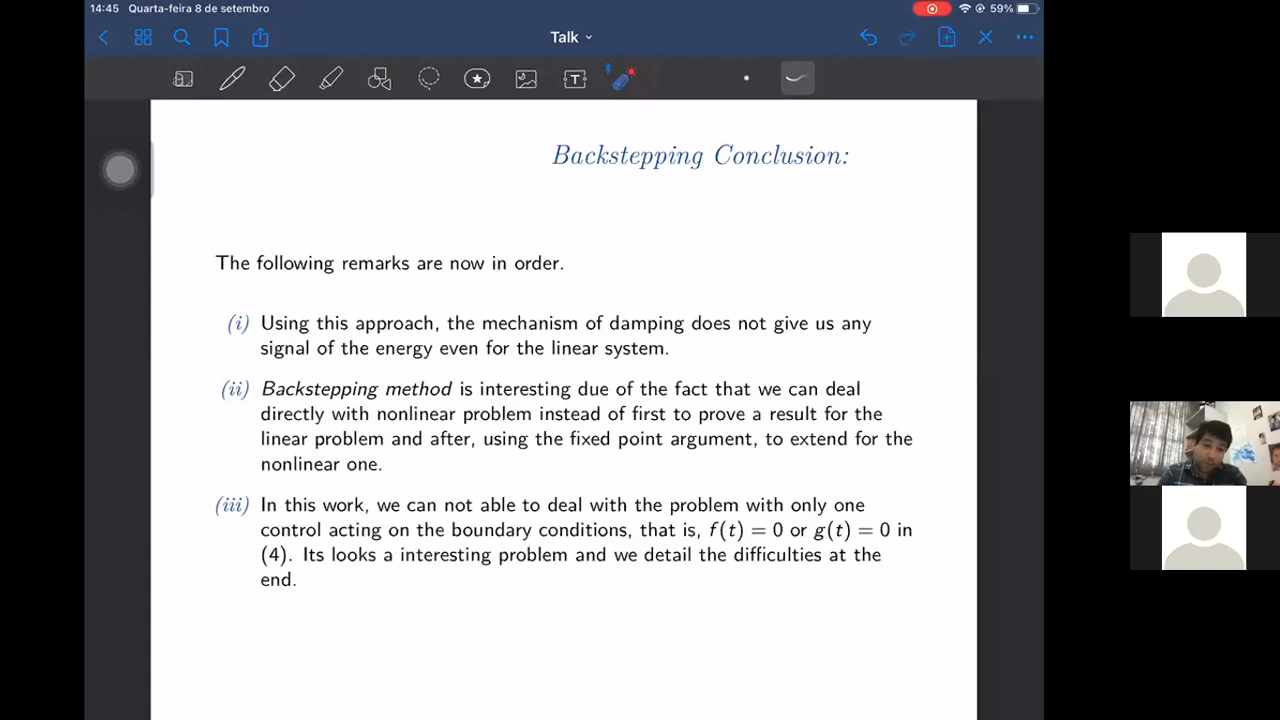 14:45 Quarta-feira 8 de setembro
59%
Talk
T
Backstepping Conclusion:
The following remarks are now in order.
(i) Using this approach, the mechanism of damping does not give us any
signal of the energy even for the linear system.
(ii) Backstepping method is interesting due of the fact that we can deal
directly with nonlinear problem instead of first to prove a result for the
linear problem and after, using the fixed point argument, to extend for the
nonlinear one.
(iii) In this work, we can not able to deal with the problem with only one
control acting on the boundary conditions, that is, f(t) = 0 or g(t) = 0 in
(4). Its looks a interesting problem and we detail the difficulties at the
end.